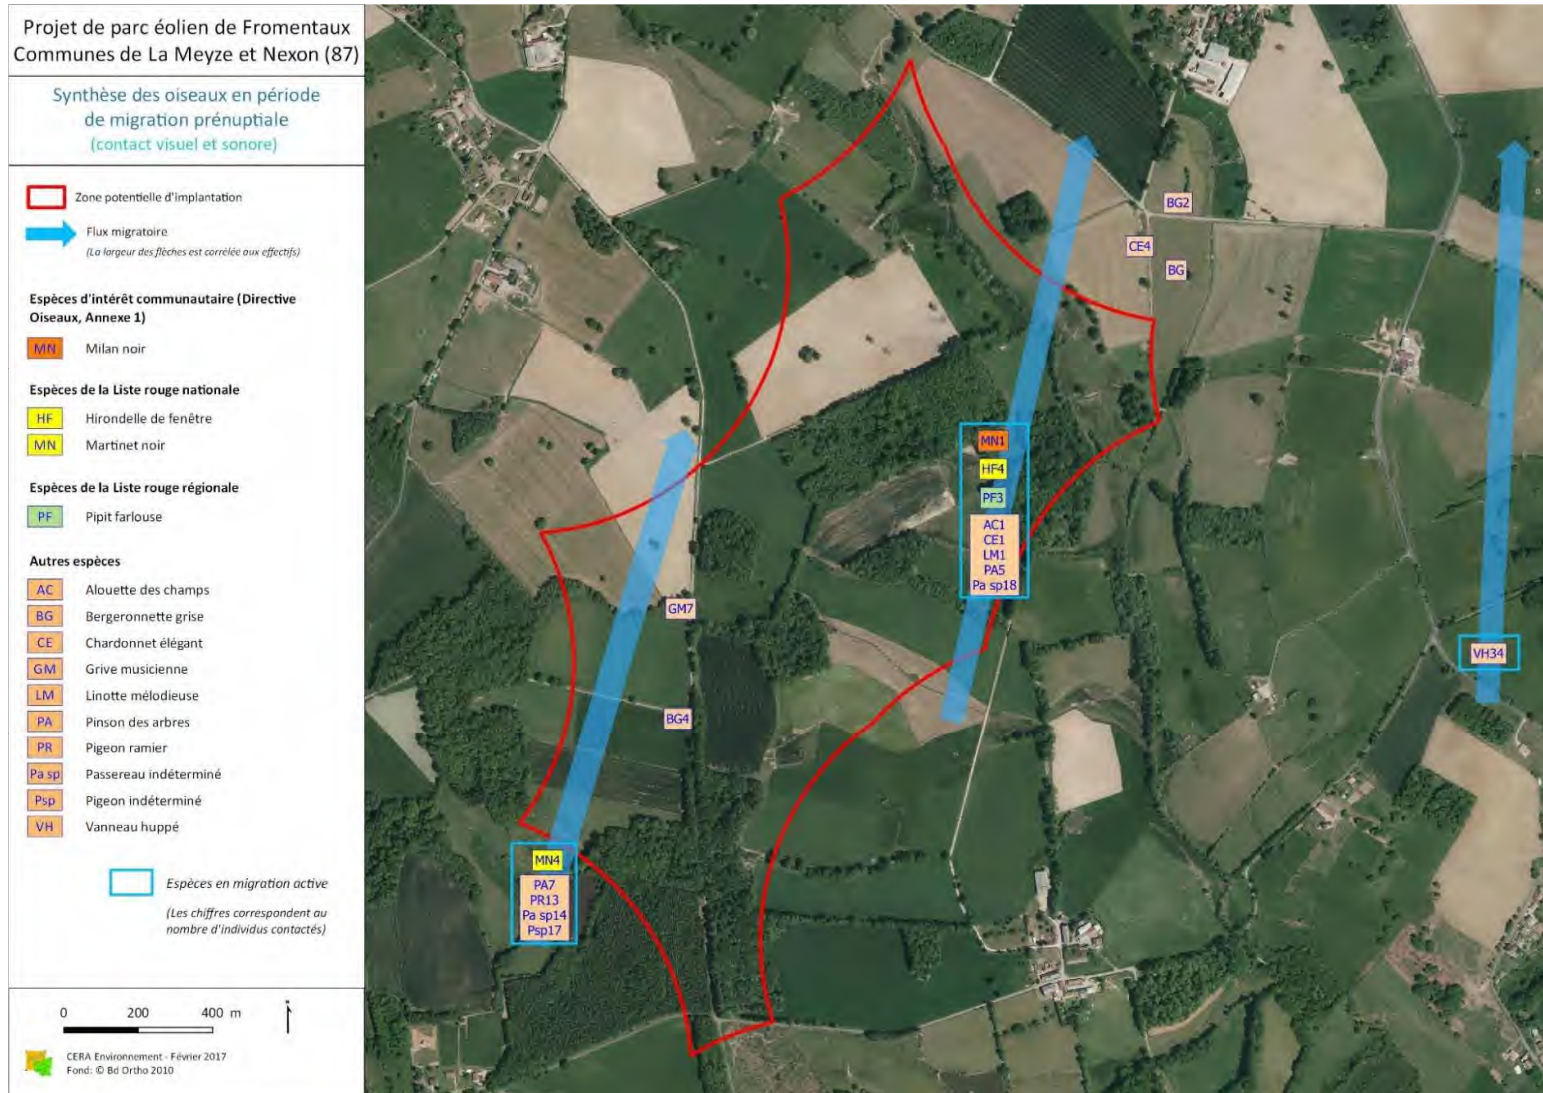 Projet de parc éolien de Fromentaux
Communes de La Meyze et Nexon (87)
Synthèse des oiseaux en période
de migration prénuptiale
(contact visuel et sonore)
Zone potentielle d'implantation
Flux migratoire
(La largeur des flèches est corrélée aux effectifs)
Espèces d'intérêt communautaire (Directive
Oiseaux, Annexe 1)
MN Milan noir
Espèces de la Liste rouge nationale
HF Hirondelle de fenêtre
MN Martinet noir
Espèces de la Liste rouge régionale
PF Pipit farlouse
Autres espèces
AC Alouette des champs
BG Bergeronnette grise
CE Chardonnet élégant
GM Grive musicienne
LM Linotte mélodieuse
PA Pinson des arbres
PR Pigeon ramier
Pa sp Passereau indéterminé
Psp Pigeon indéterminé
VH Vanneau huppé
Espèces en migration active
(Les chiffres correspondent au
nombre d'individus contactés)
0 200 400 m
CERA Environnement - Février 2017
Fond: © Bd Ortho 2010
BG2
CE4
BG
MN1
HF4
PF3
AC1
CE1
LM1
PA5
Pa sp18
GM7
VH34
BG4
MN4
PA7
PR13
Pa sp14
Psp17